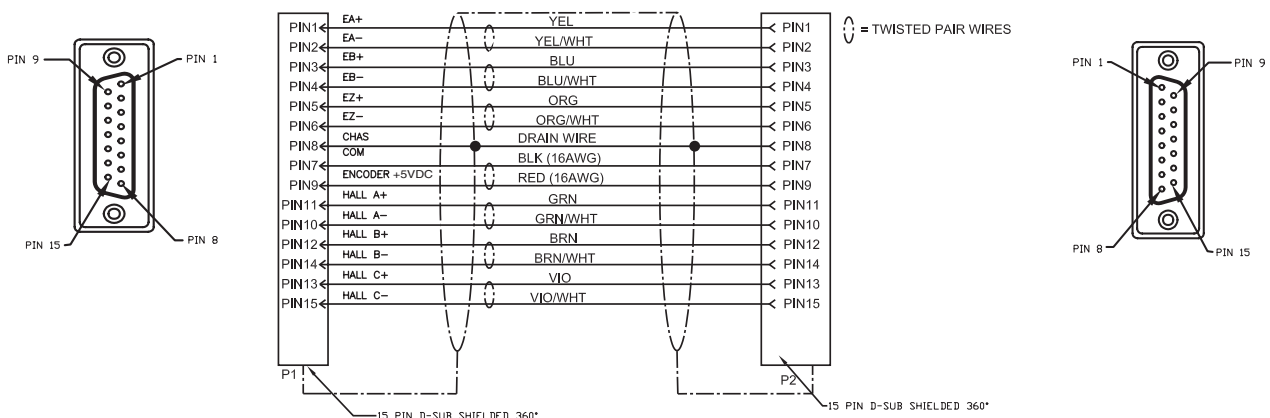 PIN 9
PIN 1
PIN 15
PIN 8
PIN1 EA+ YEL PIN1
PIN2 EA− YEL/WHT PIN2
PIN3 EB+ BLU PIN3
PIN4 EB− BLU/WHT PIN4
PIN5 EZ+ ORG PIN5
PIN6 EZ− ORG/WHT PIN6
PIN8 CHAS DRAIN WIRE PIN8
PIN7 COM BLK (16AWG) PIN7
PIN9 ENCODER +5VDC RED (16AWG) PIN9
PIN11 HALL A+ GRN PIN11
PIN10 HALL A− GRN/WHT PIN10
PIN12 HALL B+ BRN PIN12
PIN14 HALL B− BRN/WHT PIN14
PIN13 HALL C+ VIO PIN13
PIN15 HALL C− VIO/WHT PIN15
P1
P2
15 PIN D-SUB SHIELDED 360°
15 PIN D-SUB SHIELDED 360°
= TWISTED PAIR WIRES
PIN 1
PIN 9
PIN 8
PIN 15